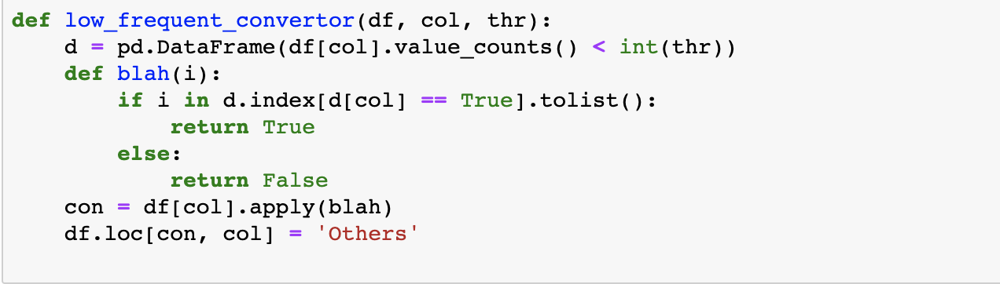 def low_frequent_convertor(df, col, thr):
    d = pd.DataFrame(df[col].value_counts() < int(thr))
    def blah(i):
        if i in d.index[d[col] == True].tolist():
            return True
        else:
            return False
    con = df[col].apply(blah)
    df.loc[con, col] = 'Others'